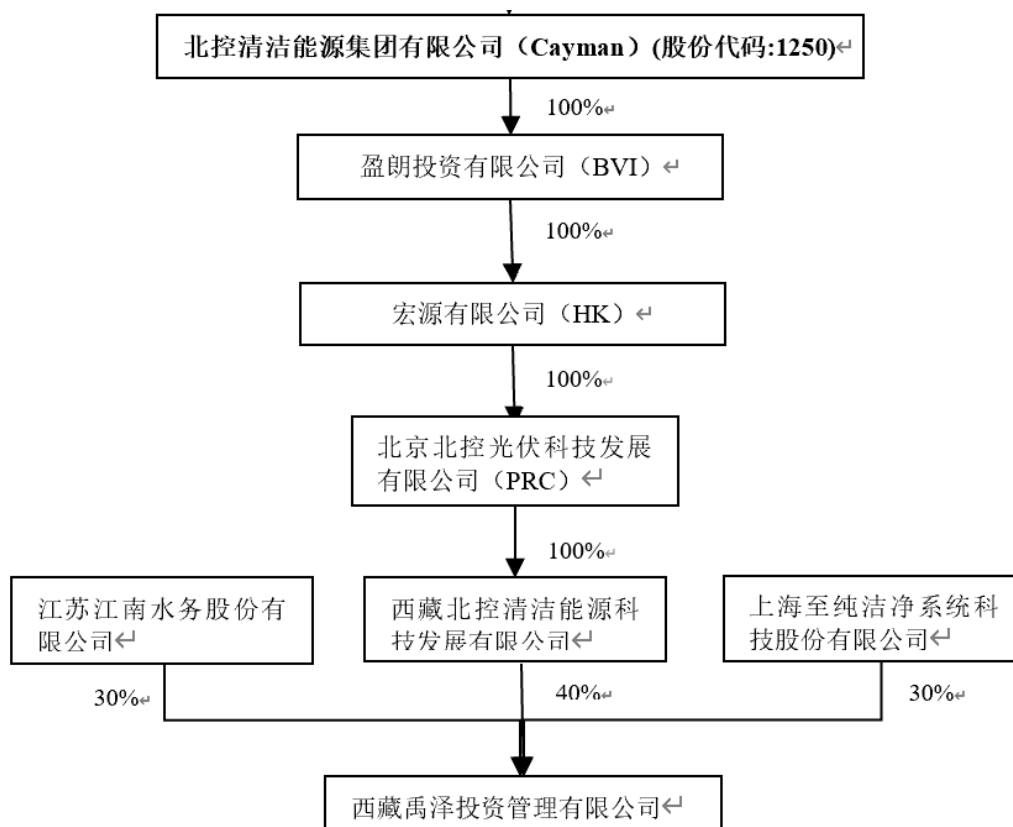 北控清洁能源集团有限公司（Cayman）(股份代码:1250)↵
100%↵
盈朗投资有限公司（BVI）↵
100%↵
宏源有限公司（HK）↵
100%↵
北京北控光伏科技发展
有限公司（PRC）↵
100%↵
江苏江南水务股份有
限公司↵
西藏北控清洁能源科
技发展有限公司↵
上海至纯洁净系统科
技股份有限公司↵
30%↵
40%↵
30%↵
西藏禹泽投资管理有限公司↵